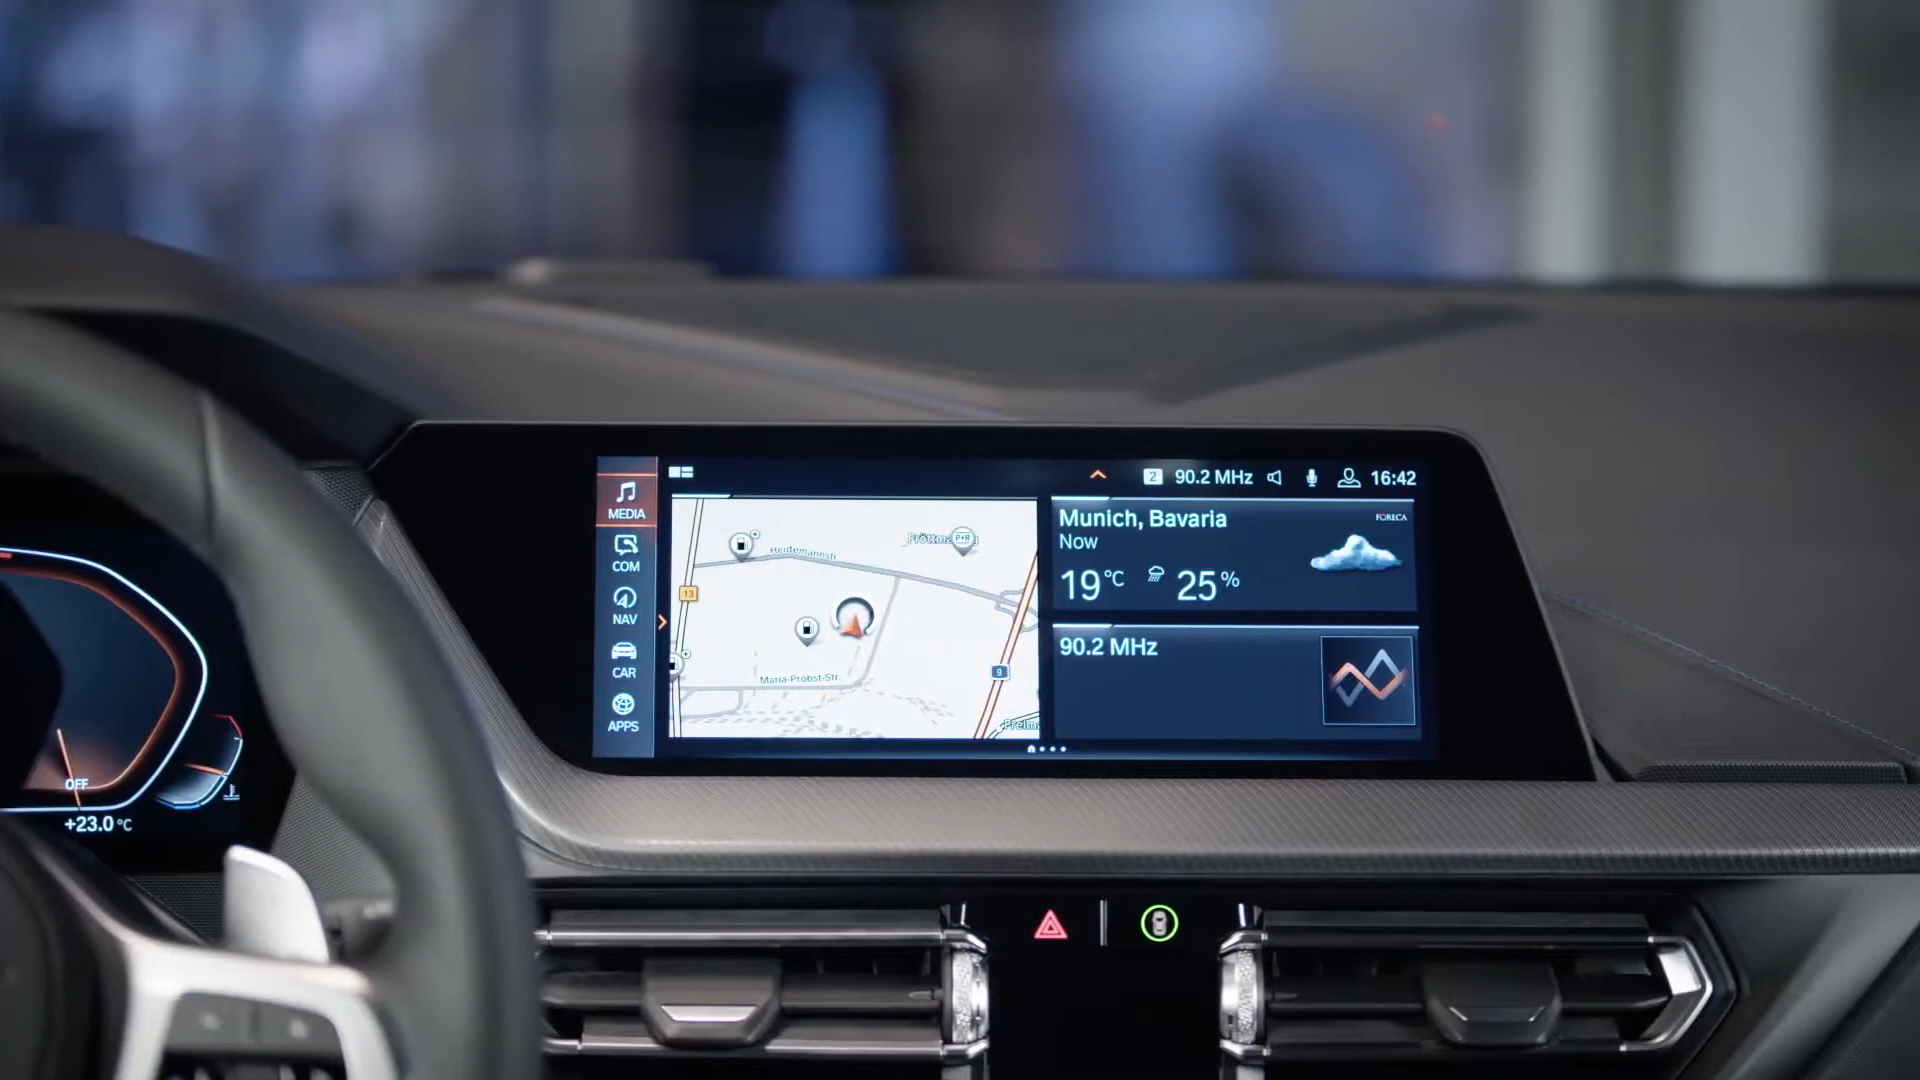 2 90.2 MHz 16:42
MEDIA
COM
NAV
CAR
APPS
Heidemannstr.
P+R
13
9
Maria-Probst-Str.
Munich, Bavaria
FORECA
Now
19°C 25%
90.2 MHz
OFF
+23.0°C